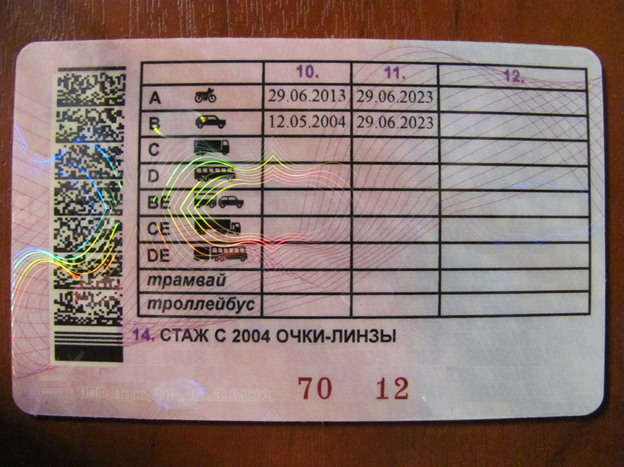 10. 11. 12.
A 29.06.2013 29.06.2023
B 12.05.2004 29.06.2023
C
D
BE
CE
DE
трамвай
троллейбус
14. СТАЖ С 2004 ОЧКИ-ЛИНЗЫ
70 12